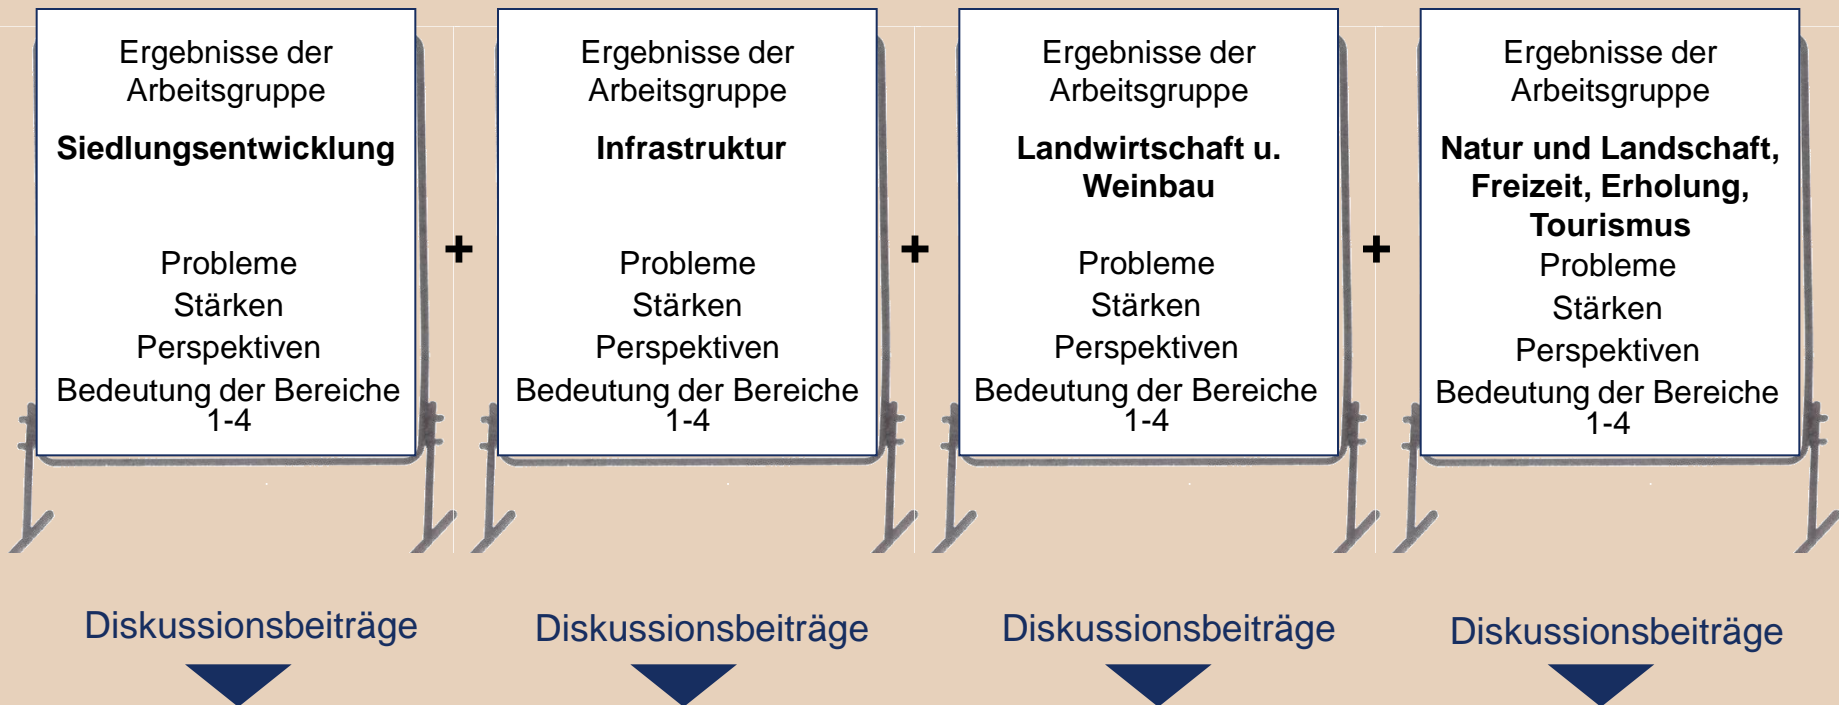 Ergebnisse der
Arbeitsgruppe
Siedlungsentwicklung
Probleme
Stärken
Perspektiven
Bedeutung der Bereiche
1-4
+
Ergebnisse der
Arbeitsgruppe
Infrastruktur
Probleme
Stärken
Perspektiven
Bedeutung der Bereiche
1-4
+
Ergebnisse der
Arbeitsgruppe
Landwirtschaft u.
Weinbau
Probleme
Stärken
Perspektiven
Bedeutung der Bereiche
1-4
+
Ergebnisse der
Arbeitsgruppe
Natur und Landschaft,
Freizeit, Erholung,
Tourismus
Probleme
Stärken
Perspektiven
Bedeutung der Bereiche
1-4
Diskussionsbeiträge
Diskussionsbeiträge
Diskussionsbeiträge
Diskussionsbeiträge